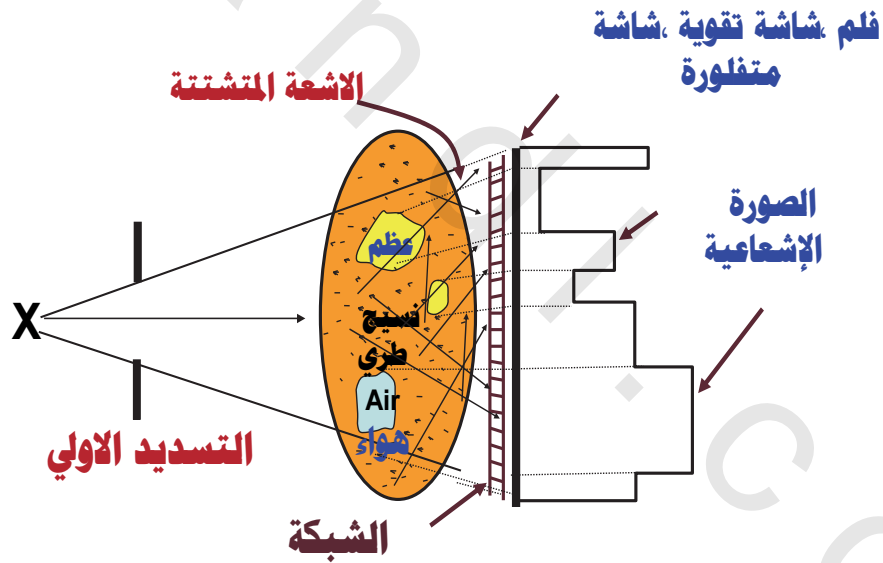 فلم ،شاشة تقوية ،شاشة
متفلورة
الاشعة المتشتتة
الصورة
الإشعاعية
عظم
X
نسيج
طري
Air
هواء
التسديد الاولي
الشبكة